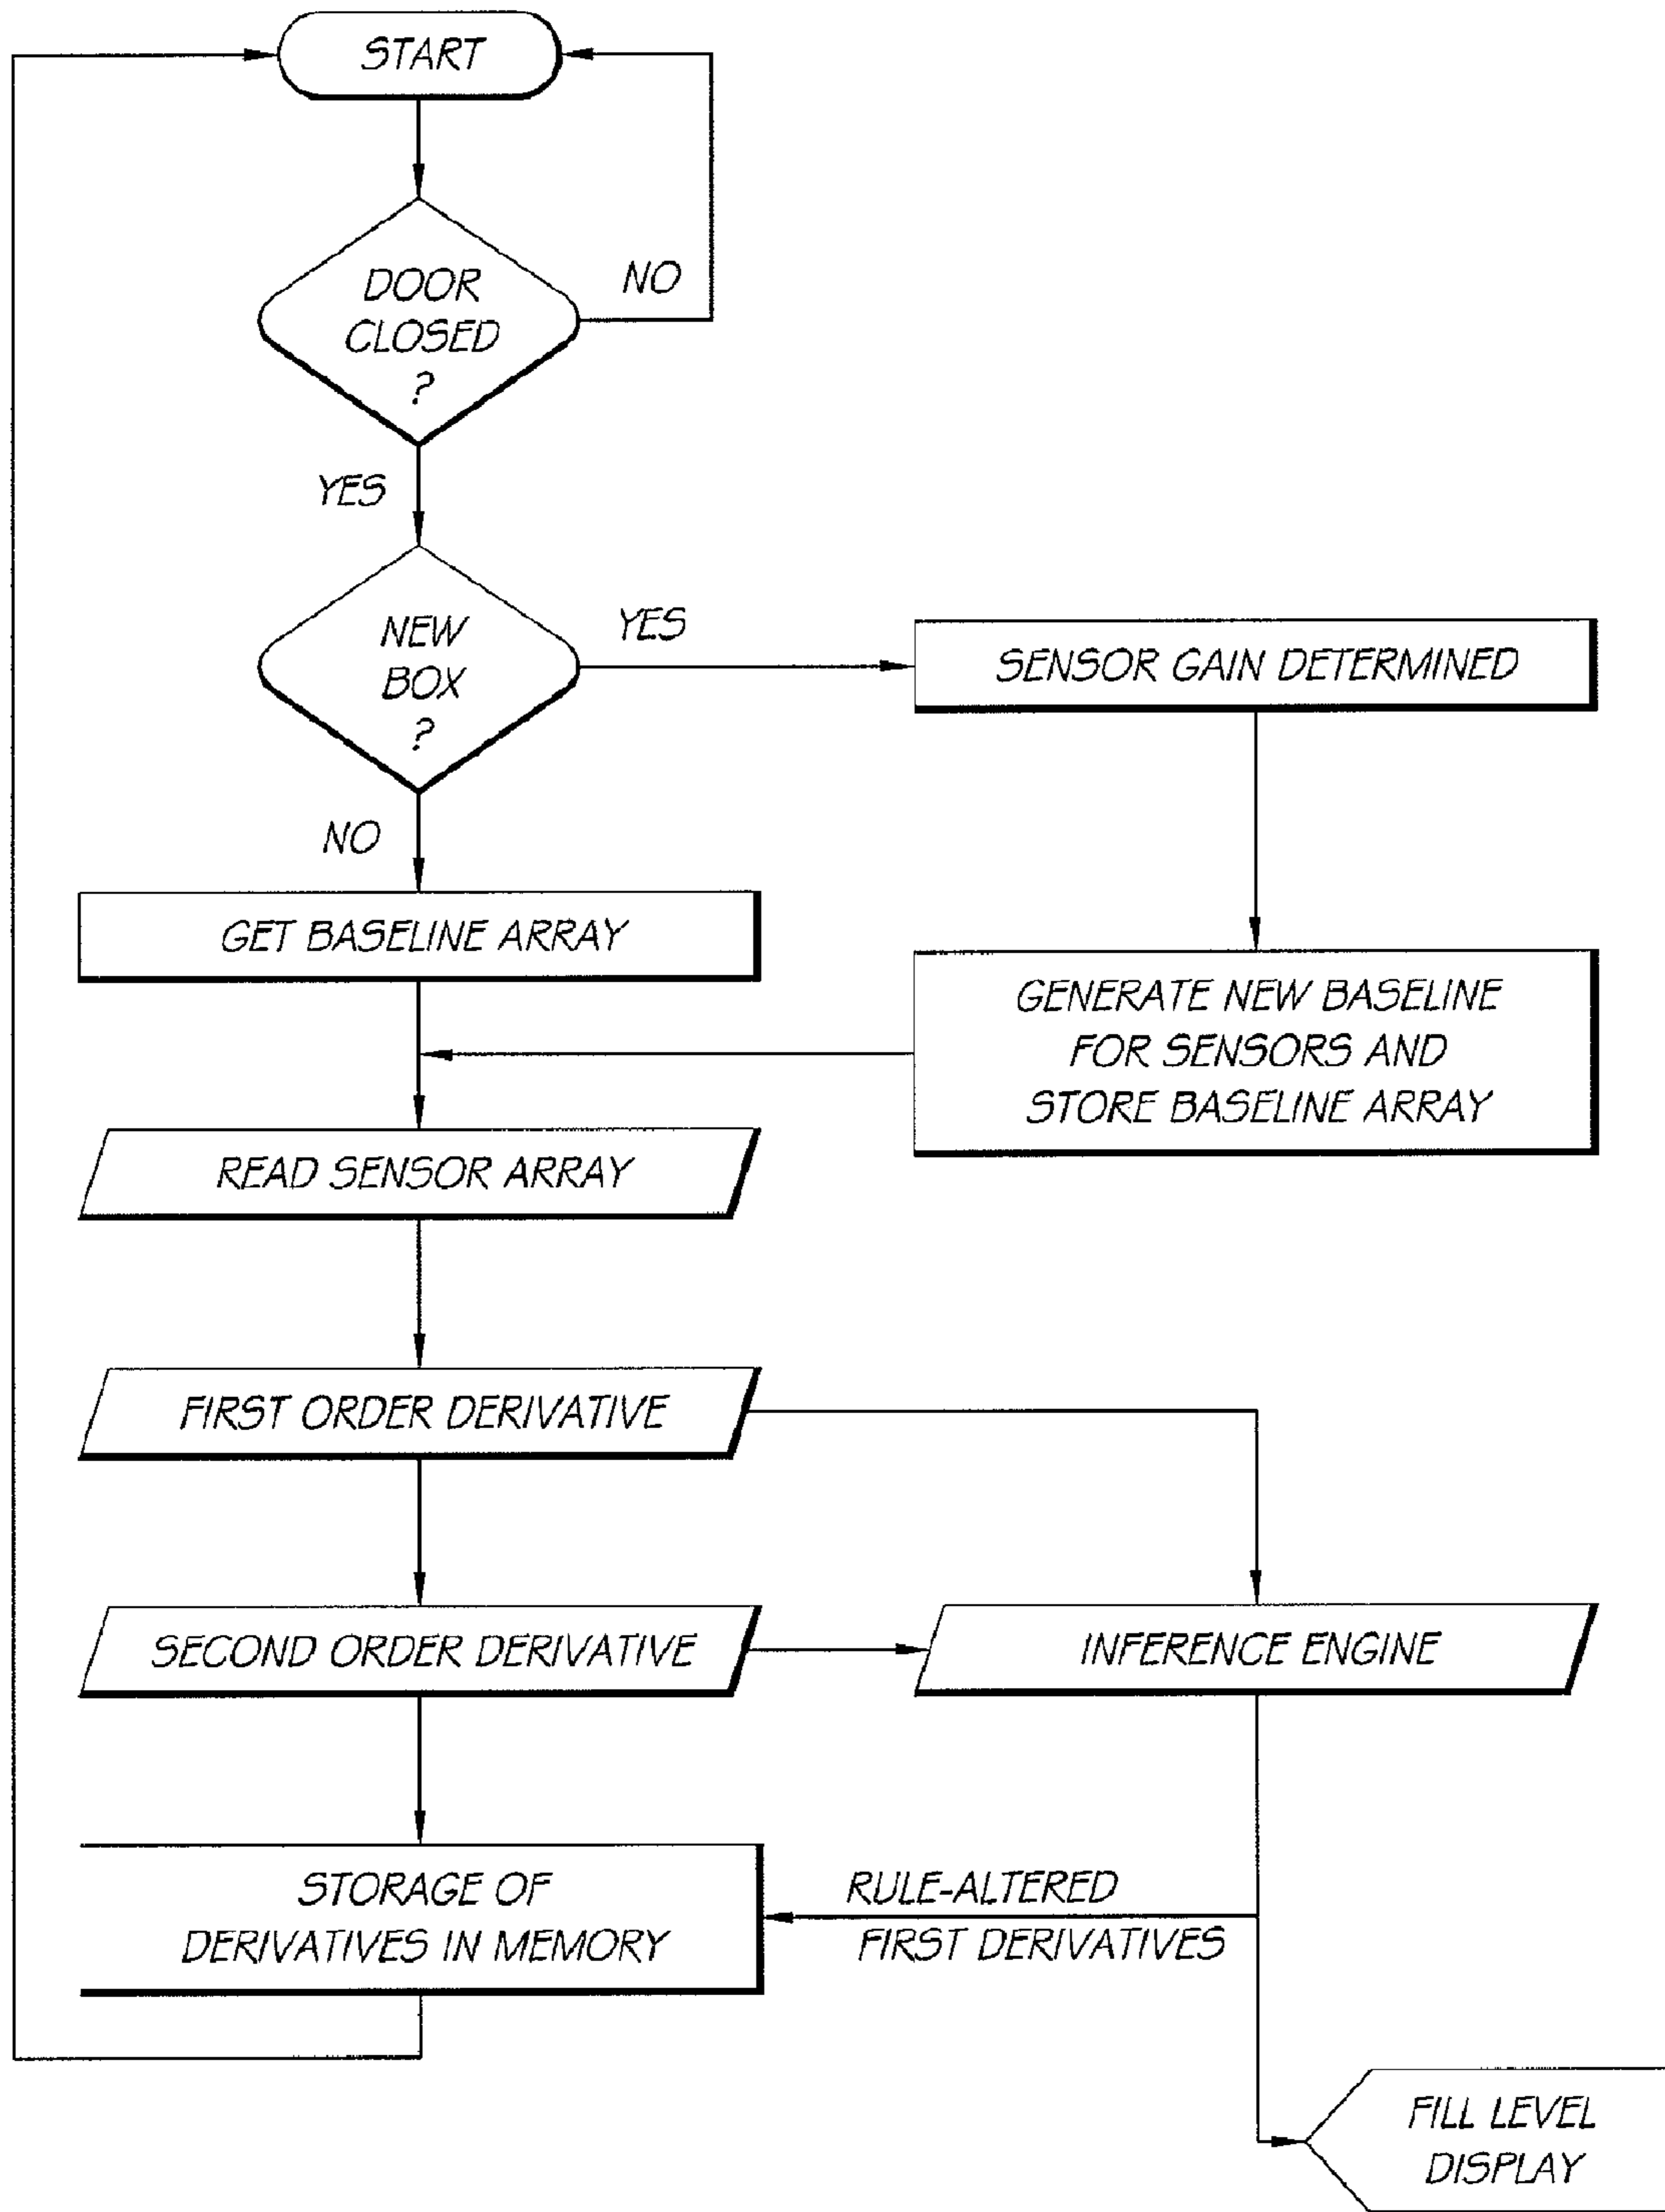 START
DOOR
CLOSED
?
NO
YES
NEW
BOX
?
YES
SENSOR GAIN DETERMINED
NO
GET BASELINE ARRAY
GENERATE NEW BASELINE
FOR SENSORS AND
STORE BASELINE ARRAY
READ SENSOR ARRAY
FIRST ORDER DERIVATIVE
SECOND ORDER DERIVATIVE
INFERENCE ENGINE
STORAGE OF
DERIVATIVES IN MEMORY
RULE-ALTERED
FIRST DERIVATIVES
FILL LEVEL
DISPLAY